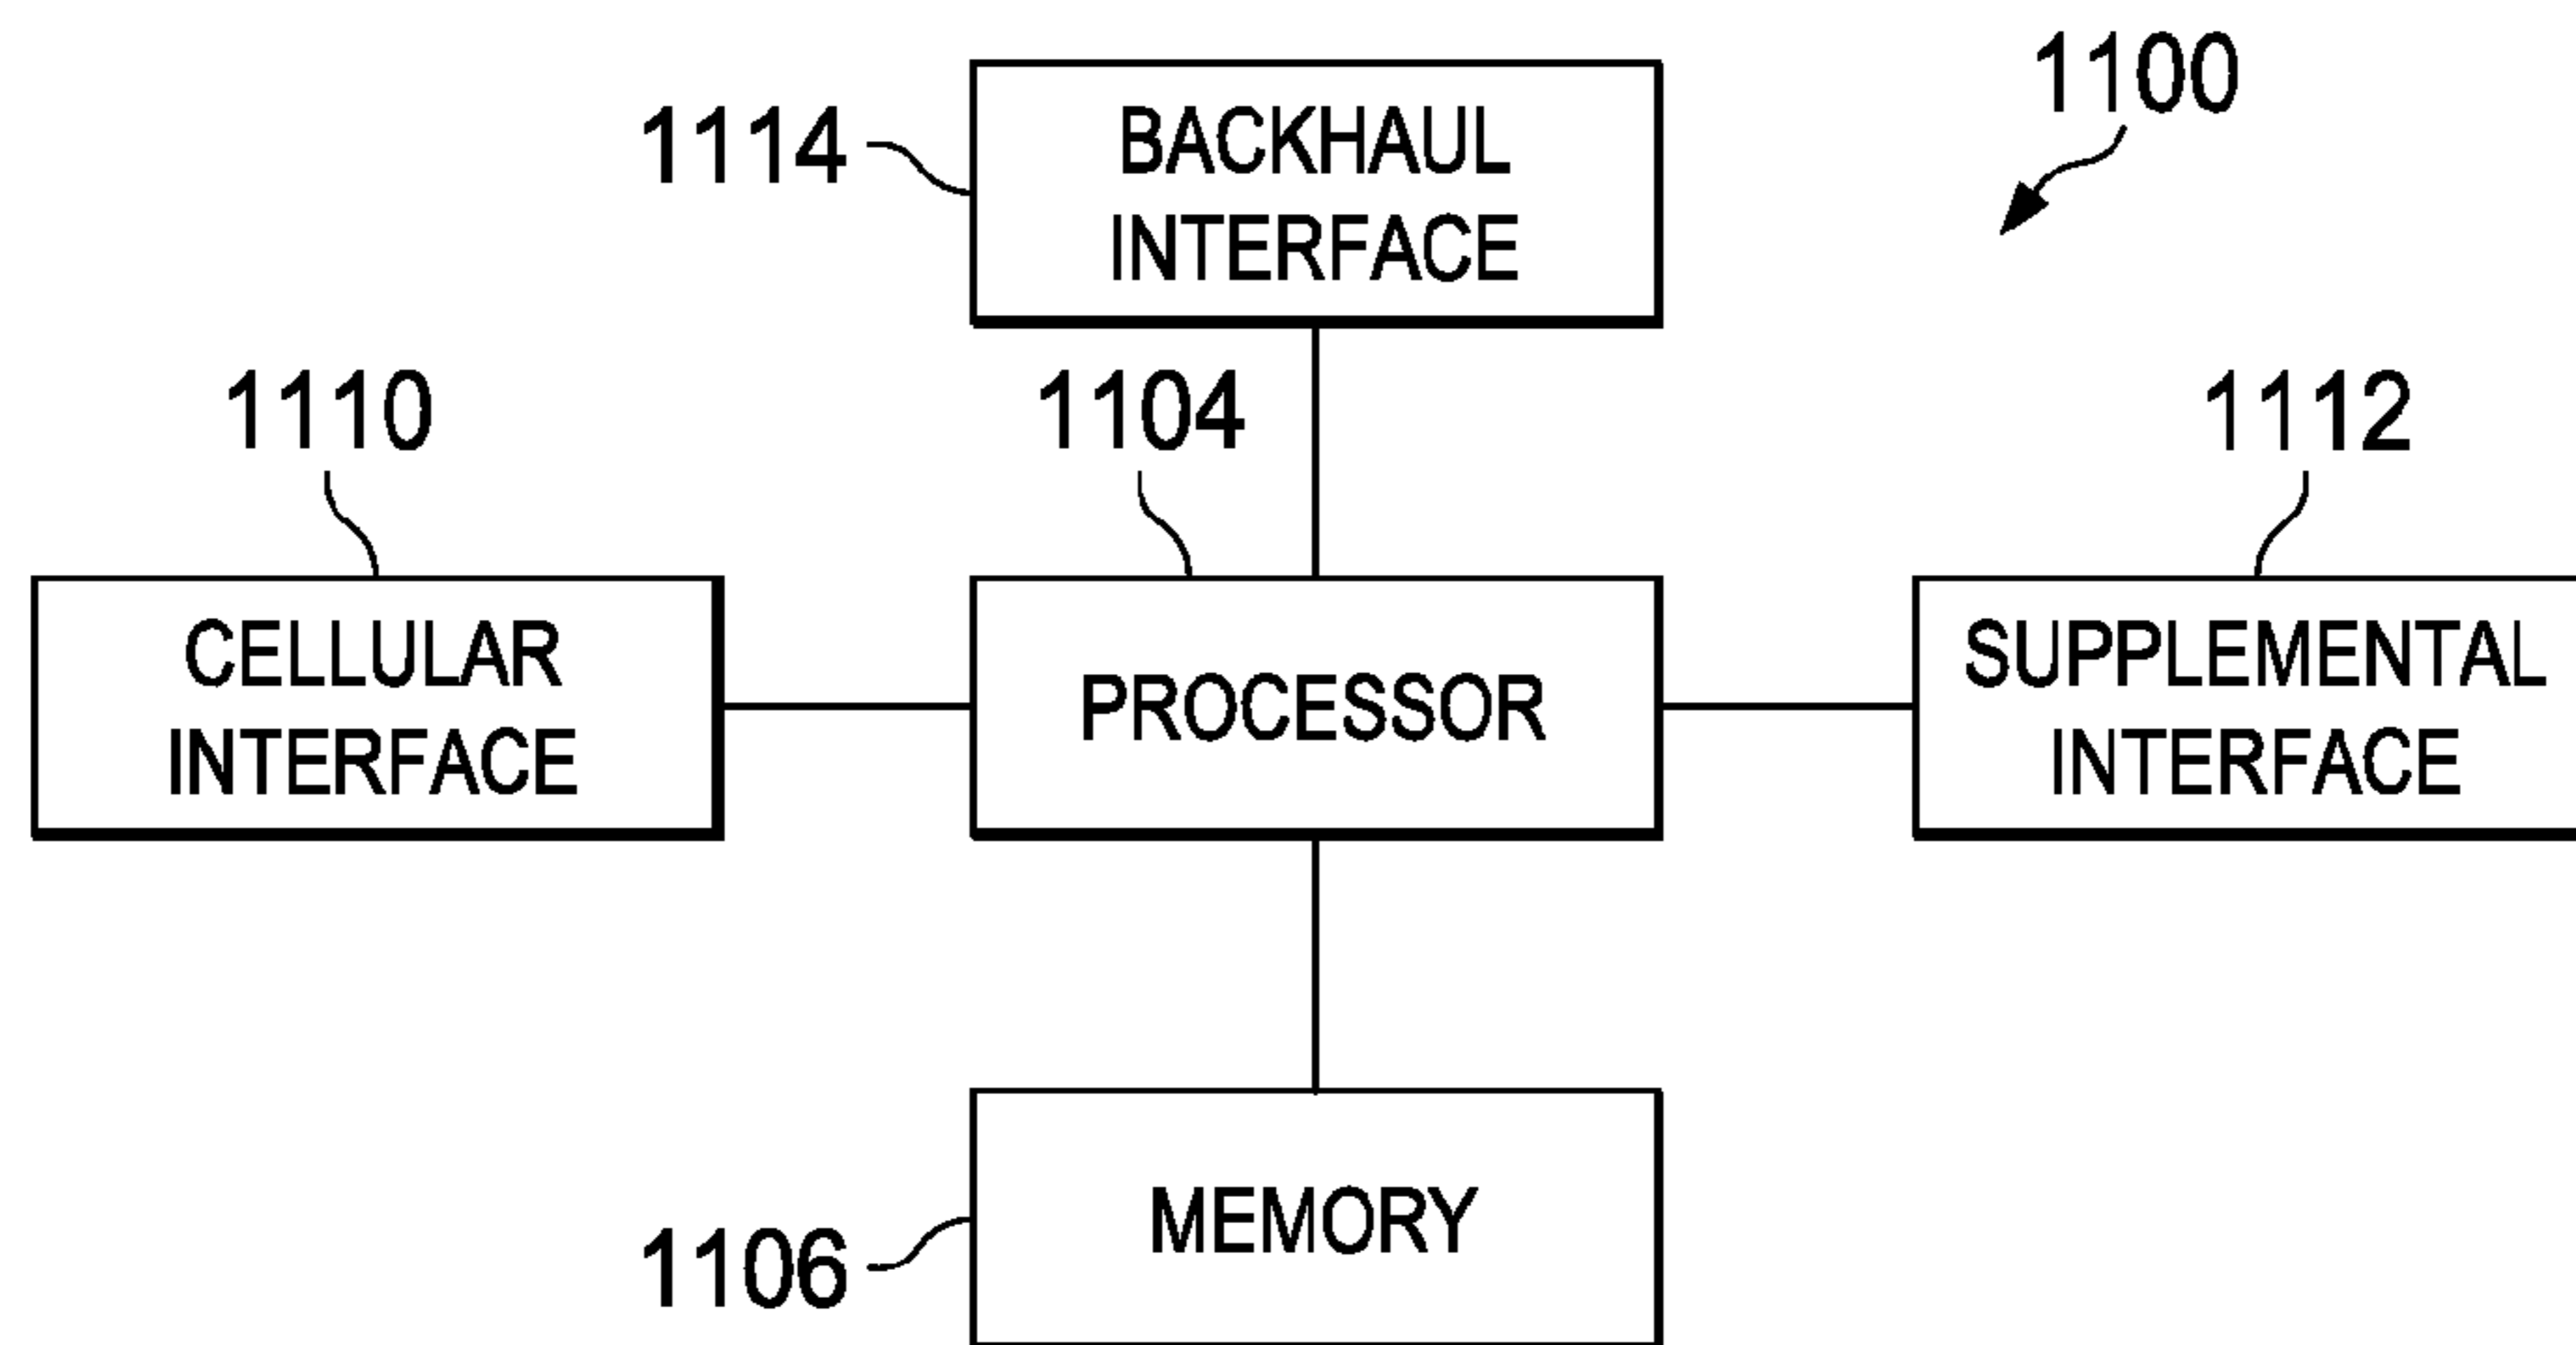 1100
1114
BACKHAUL
INTERFACE
1110
1104
1112
CELLULAR
INTERFACE
PROCESSOR
SUPPLEMENTAL
INTERFACE
1106
MEMORY